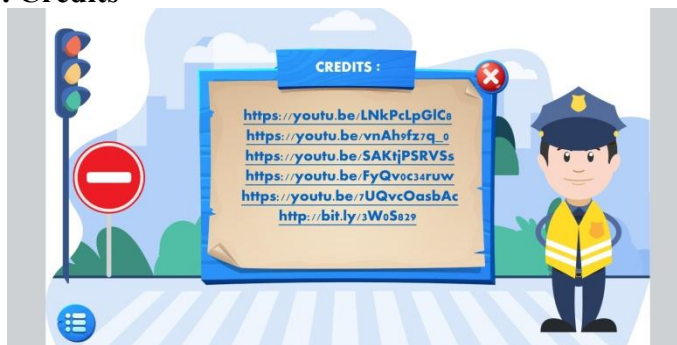 . Credits
CREDITS :
https://youtu.be/LNkPcLpGlC8
https://youtu.be/vnAh9fz7q_0
https://youtu.be/SAKtjPSRVSs
https://youtu.be/FyQv0c34ruw
https://youtu.be/7UQvcOasbAc
http://bit.ly/3W0S829